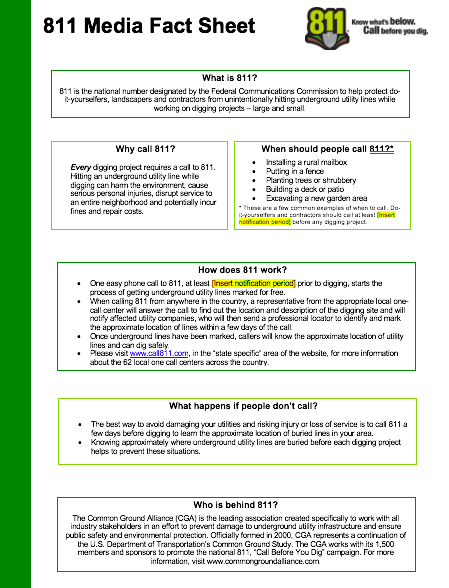 811 Media Fact Sheet
811
Know what's below.
Call before you dig.
What is 811?
811 is the national number designated by the Federal Communications Commission to help protect do-
it-yourselfers, landscapers and contractors from unintentionally hitting underground utility lines while
working on digging projects – large and small.
Why call 811?
Every digging project requires a call to 811.
Hitting an underground utility line while
digging can harm the environment, cause
serious personal injuries, disrupt service to
an entire neighborhood and potentially incur
fines and repair costs.
When should people call 811?*
• Installing a rural mailbox
• Putting in a fence
• Planting trees or shrubbery
• Building a deck or patio
• Excavating a new garden area
* These are a few common examples of when to call. Do-
it-yourselfers and contractors should call at least [Insert
notification period] before any digging project.
How does 811 work?
• One easy phone call to 811, at least [Insert notification period] prior to digging, starts the
process of getting underground utility lines marked for free.
• When calling 811 from anywhere in the country, a representative from the appropriate local one-
call center will answer the call to find out the location and description of the digging site and will
notify affected utility companies, who will then send a professional locator to identify and mark
the approximate location of lines within a few days of the call.
• Once underground lines have been marked, callers will know the approximate location of utility
lines and can dig safely.
• Please visit www.call811.com, in the "state specific" area of the website, for more information
about the 62 local one call centers across the country.
What happens if people don't call?
• The best way to avoid damaging your utilities and risking injury or loss of service is to call 811 a
few days before digging to learn the approximate location of buried lines in your area.
• Knowing approximately where underground utility lines are buried before each digging project
helps to prevent these situations.
Who is behind 811?
The Common Ground Alliance (CGA) is the leading association created specifically to work with all
industry stakeholders in an effort to prevent damage to underground utility infrastructure and ensure
public safety and environmental protection. Officially formed in 2000, CGA represents a continuation of
the U.S. Department of Transportation's Common Ground Study. The CGA works with its 1,500
members and sponsors to promote the national 811, "Call Before You Dig" campaign. For more
information, visit www.commongroundalliance.com.